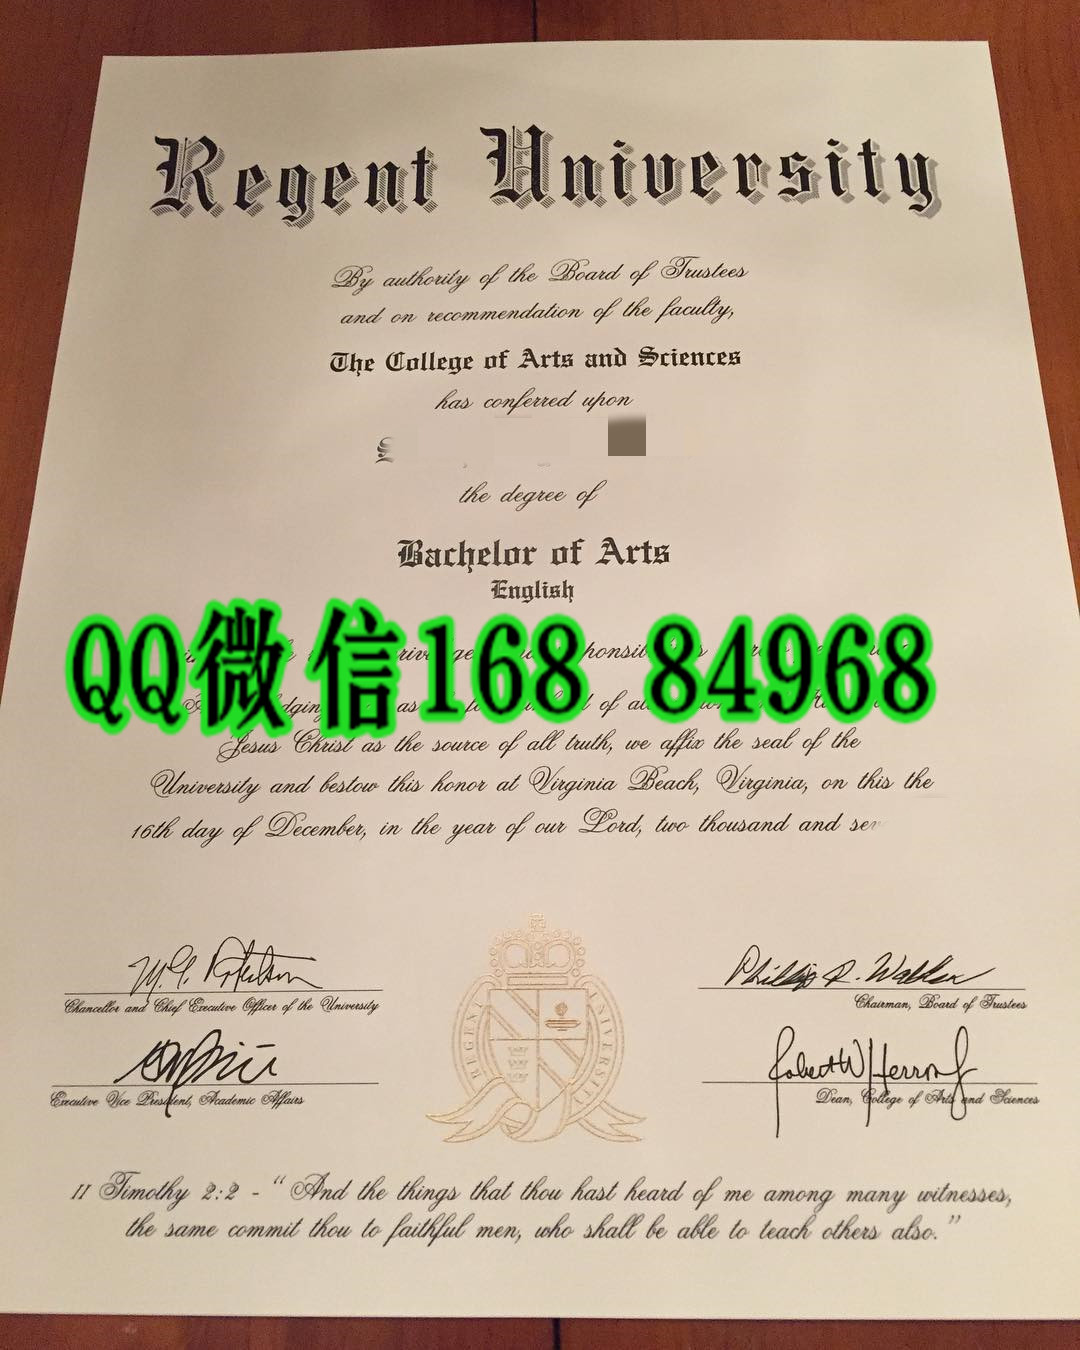 Regent University
By authority of the Board of Trustees
and on recommendation of the faculty,
The College of Arts and Sciences
has conferred upon
the degree of
Bachelor of Arts
English
QQ微信168 84968
Jesus Christ as the source of all truth, we affix the seal of the
University and bestow this honor at Virginia Beach, Virginia, on this the
16th day of December, in the year of our Lord, two thousand and
Chancellor and Chief Executive Officer of the University
Chairman, Board of Trustees
REGENT UNIVERSITY
Executive Vice President, Academic Affairs
Dean, College of Arts and Sciences
II Timothy 2:2 - “And the things that thou hast heard of me among many witnesses,
the same commit thou to faithful men, who shall be able to teach others also.”